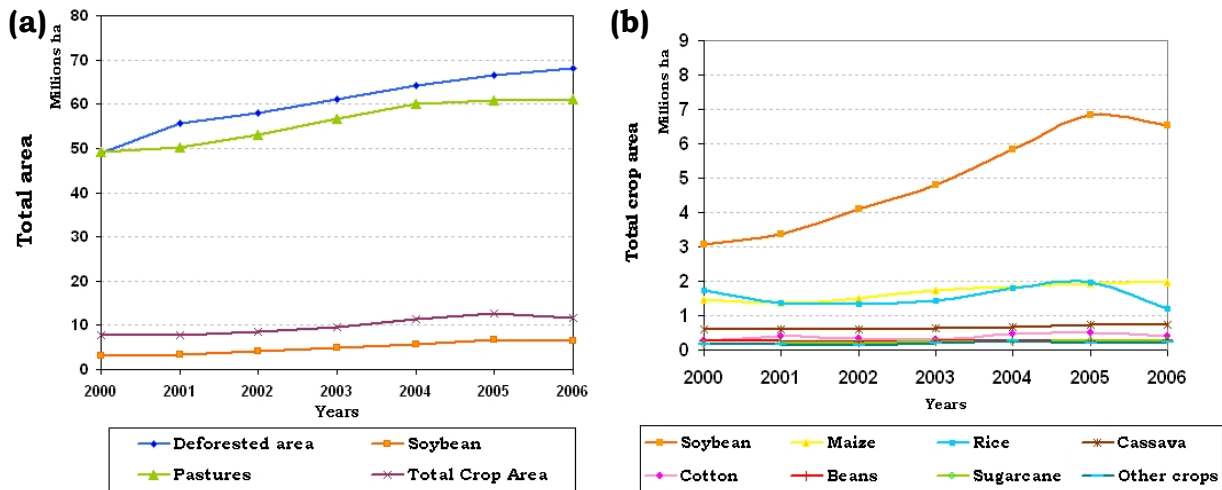 (a)
Total area
Millions ha
80
70
60
50
40
30
20
10
0
2000 2001 2002 2003 2004 2005 2006
Years
Deforested area Soybean
Pastures Total Crop Area
(b)
Total crop area
Millions ha
9
8
7
6
5
4
3
2
1
0
2000 2001 2002 2003 2004 2005 2006
Years
Soybean Maize Rice Cassava
Cotton Beans Sugarcane Other crops